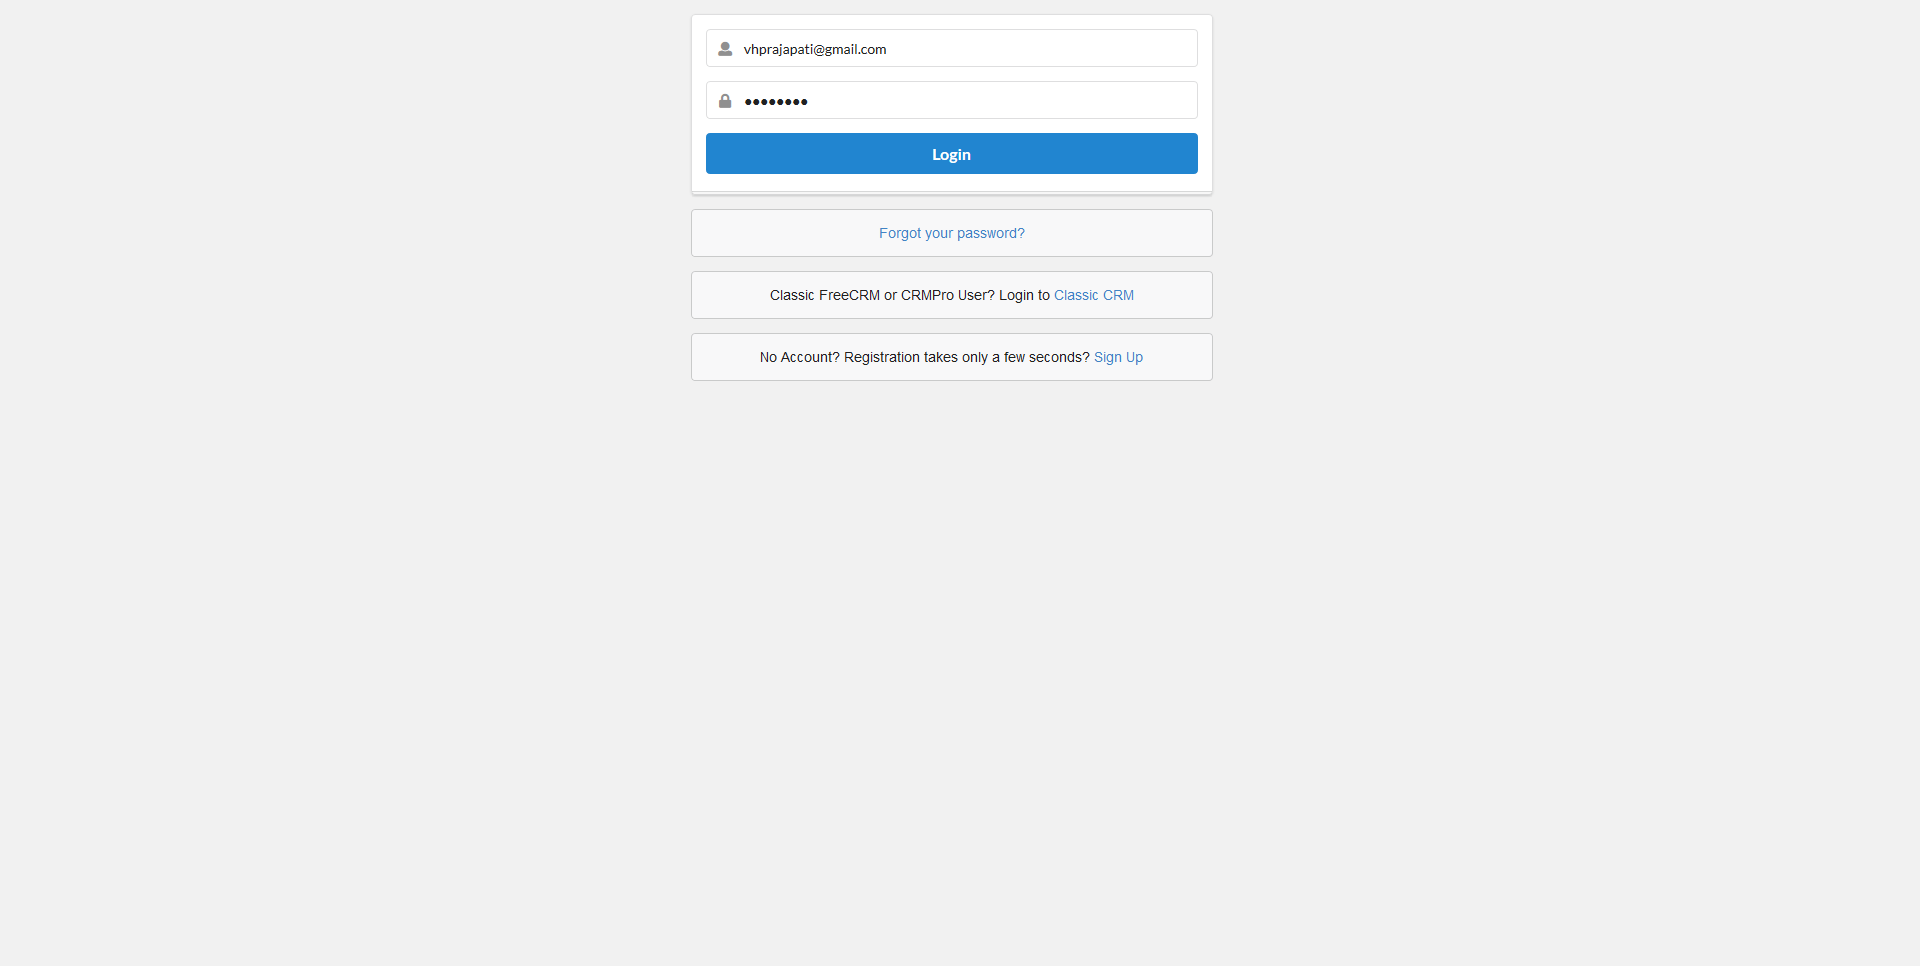 vhprajapati@gmail.com
••••••••
Login
Forgot your password?
Classic FreeCRM or CRMPro User? Login to Classic CRM
No Account? Registration takes only a few seconds? Sign Up